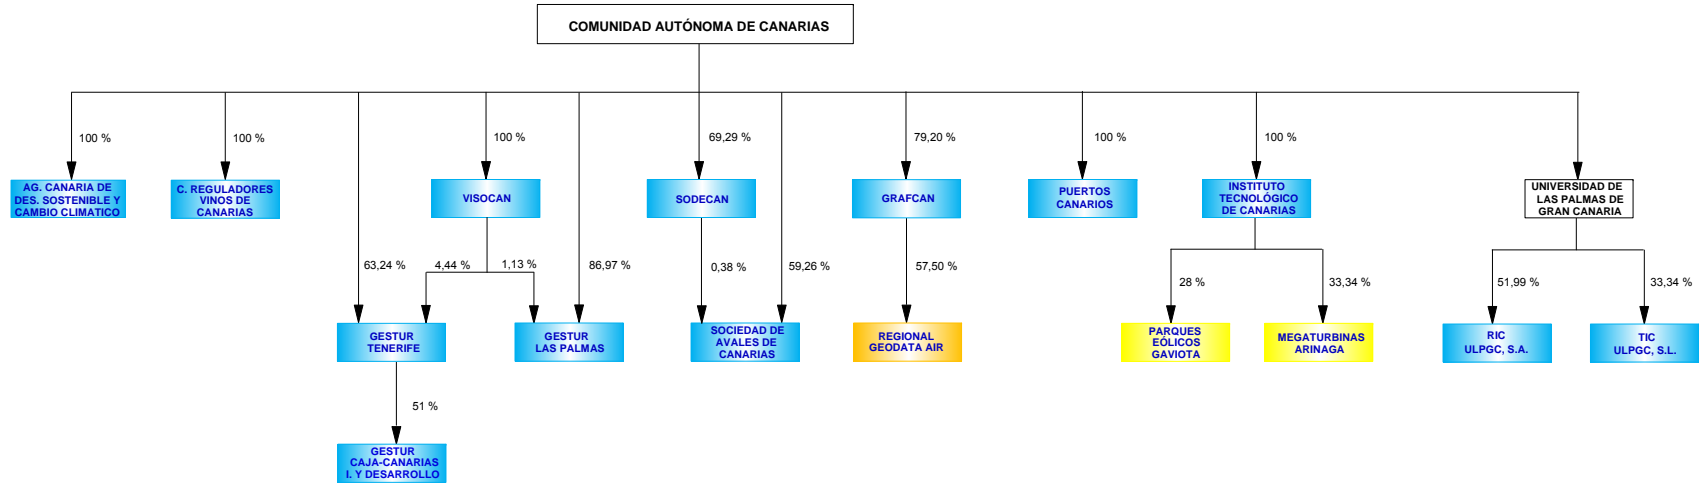 COMUNIDAD AUTÓNOMA DE CANARIAS
100 %
100 %
100 %
69,29 %
79,20 %
100 %
100 %
AG. CANARIA DE
DES. SOSTENIBLE Y
CAMBIO CLIMATICO
C. REGULADORES
VINOS DE
CANARIAS
VISOCAN
SODECAN
GRAFCAN
PUERTOS
CANARIOS
INSTITUTO
TECNOLÓGICO
DE CANARIAS
UNIVERSIDAD DE
LAS PALMAS DE
GRAN CANARIA
63,24 %
4,44 %
1,13 %
86,97 %
0,38 %
59,26 %
57,50 %
28 %
33,34 %
51,99 %
33,34 %
GESTUR
TENERIFE
GESTUR
LAS PALMAS
SOCIEDAD DE
AVALES DE
CANARIAS
REGIONAL
GEODATA AIR
PARQUES
EÓLICOS
GAVIOTA
MEGATURBINAS
ARINAGA
RIC
ULPGC, S.A.
TIC
ULPGC, S.L.
51 %
GESTUR
CAJA-CANARIAS
I. Y DESARROLLO